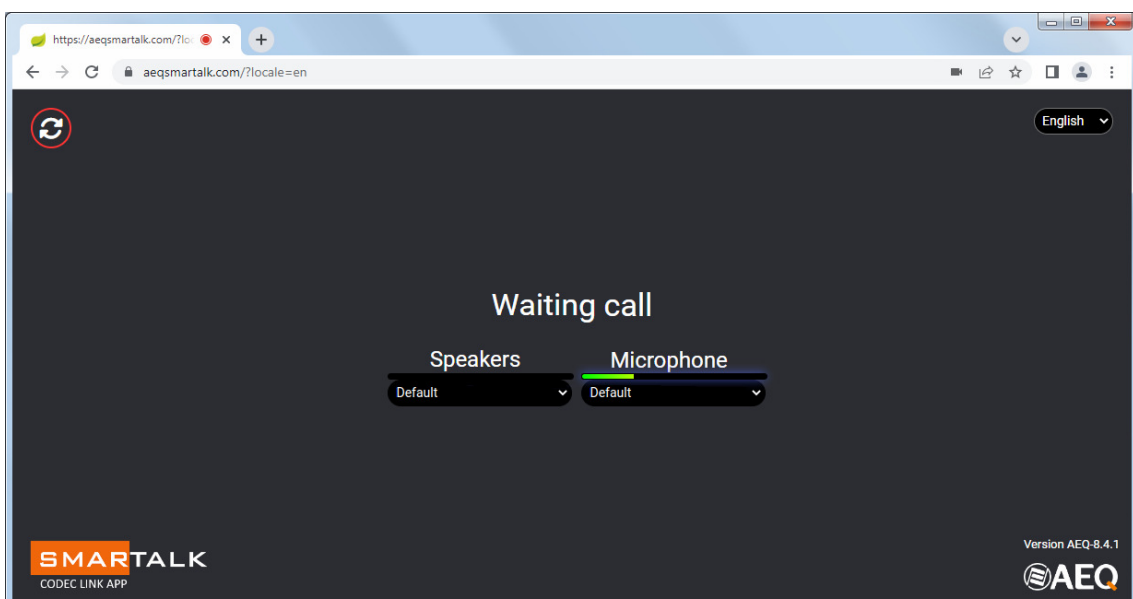 https://aeqsmartalk.com/?loc
aeqsmartalk.com/?locale=en
English
Waiting call
Speakers Microphone
Default Default
Version AEQ-8.4.1
SMARTALK
CODEC LINK APP
AEQ